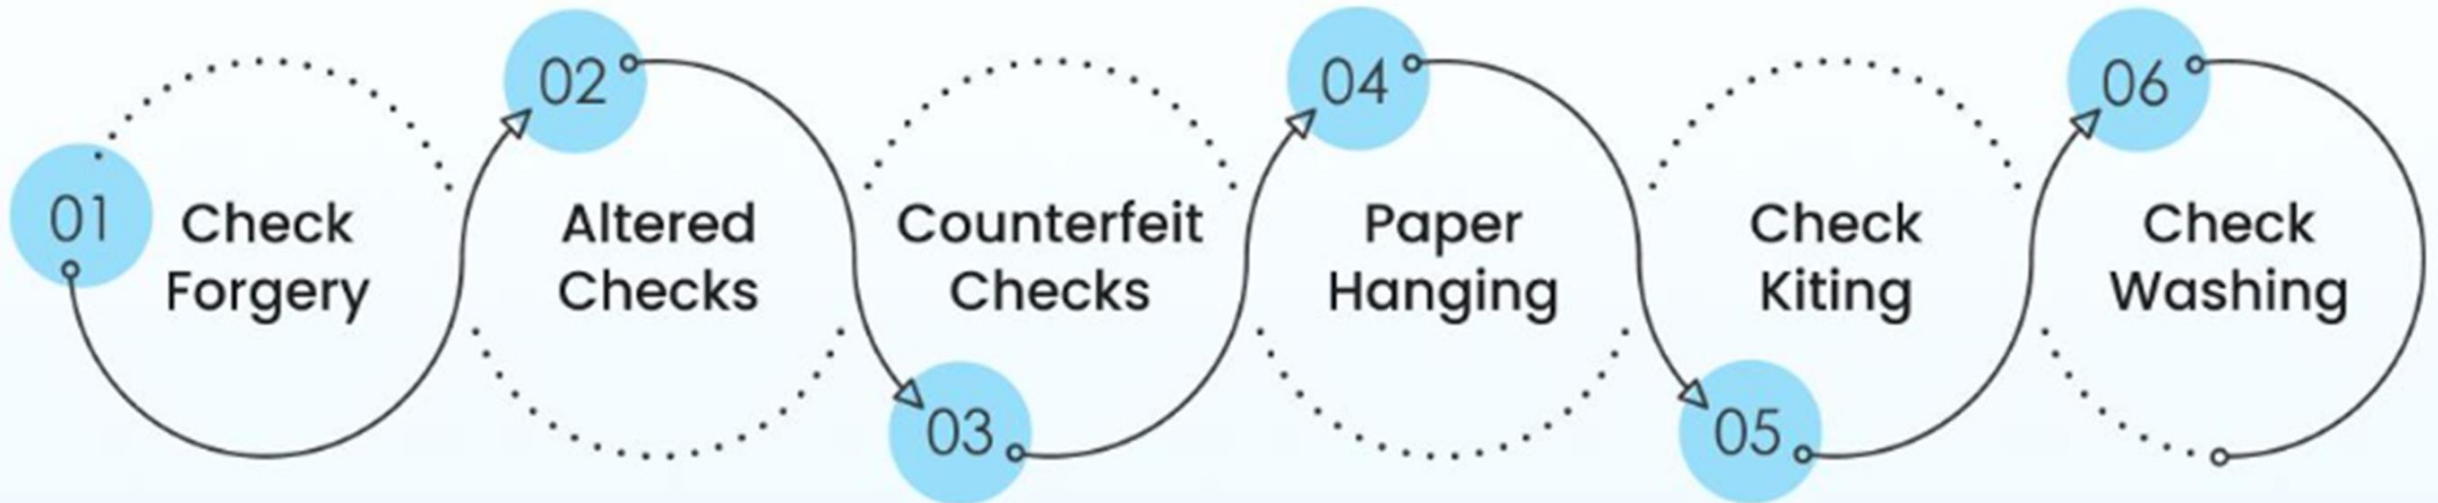 01
Check
Forgery
02
Altered
Checks
03
Counterfeit
Checks
04
Paper
Hanging
05
Check
Kiting
06
Check
Washing